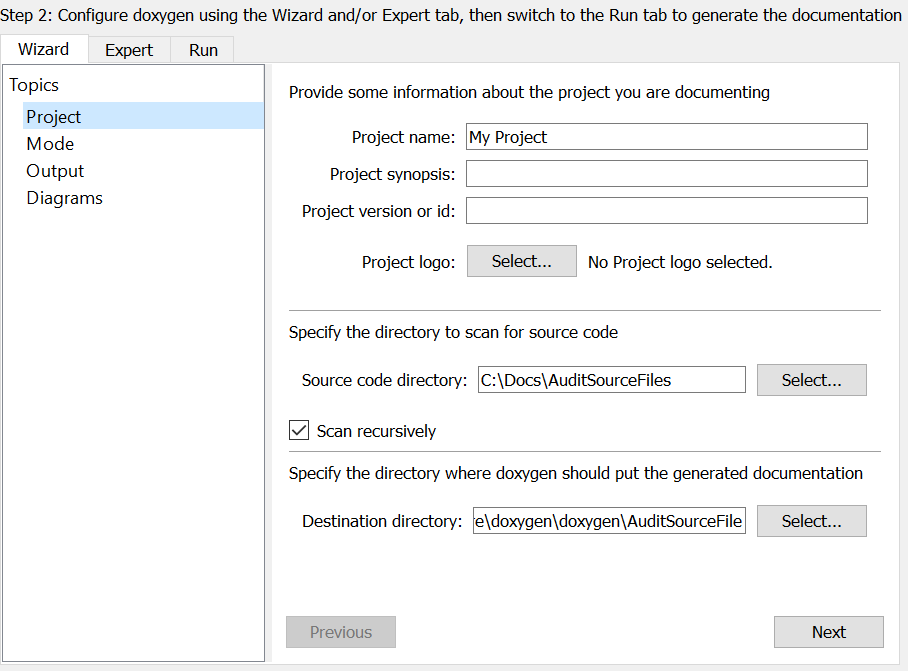 Step 2: Configure doxygen using the Wizard and/or Expert tab, then switch to the Run tab to generate the documentation
Wizard Expert Run
Topics
Project
Mode
Output
Diagrams
Provide some information about the project you are documenting
Project name: My Project
Project synopsis:
Project version or id:
Project logo: Select... No Project logo selected.
Specify the directory to scan for source code
Source code directory: C:\Docs\AuditSourceFiles Select...
Scan recursively
Specify the directory where doxygen should put the generated documentation
Destination directory: e\doxygen\doxygen\AuditSourceFile Select...
Previous Next